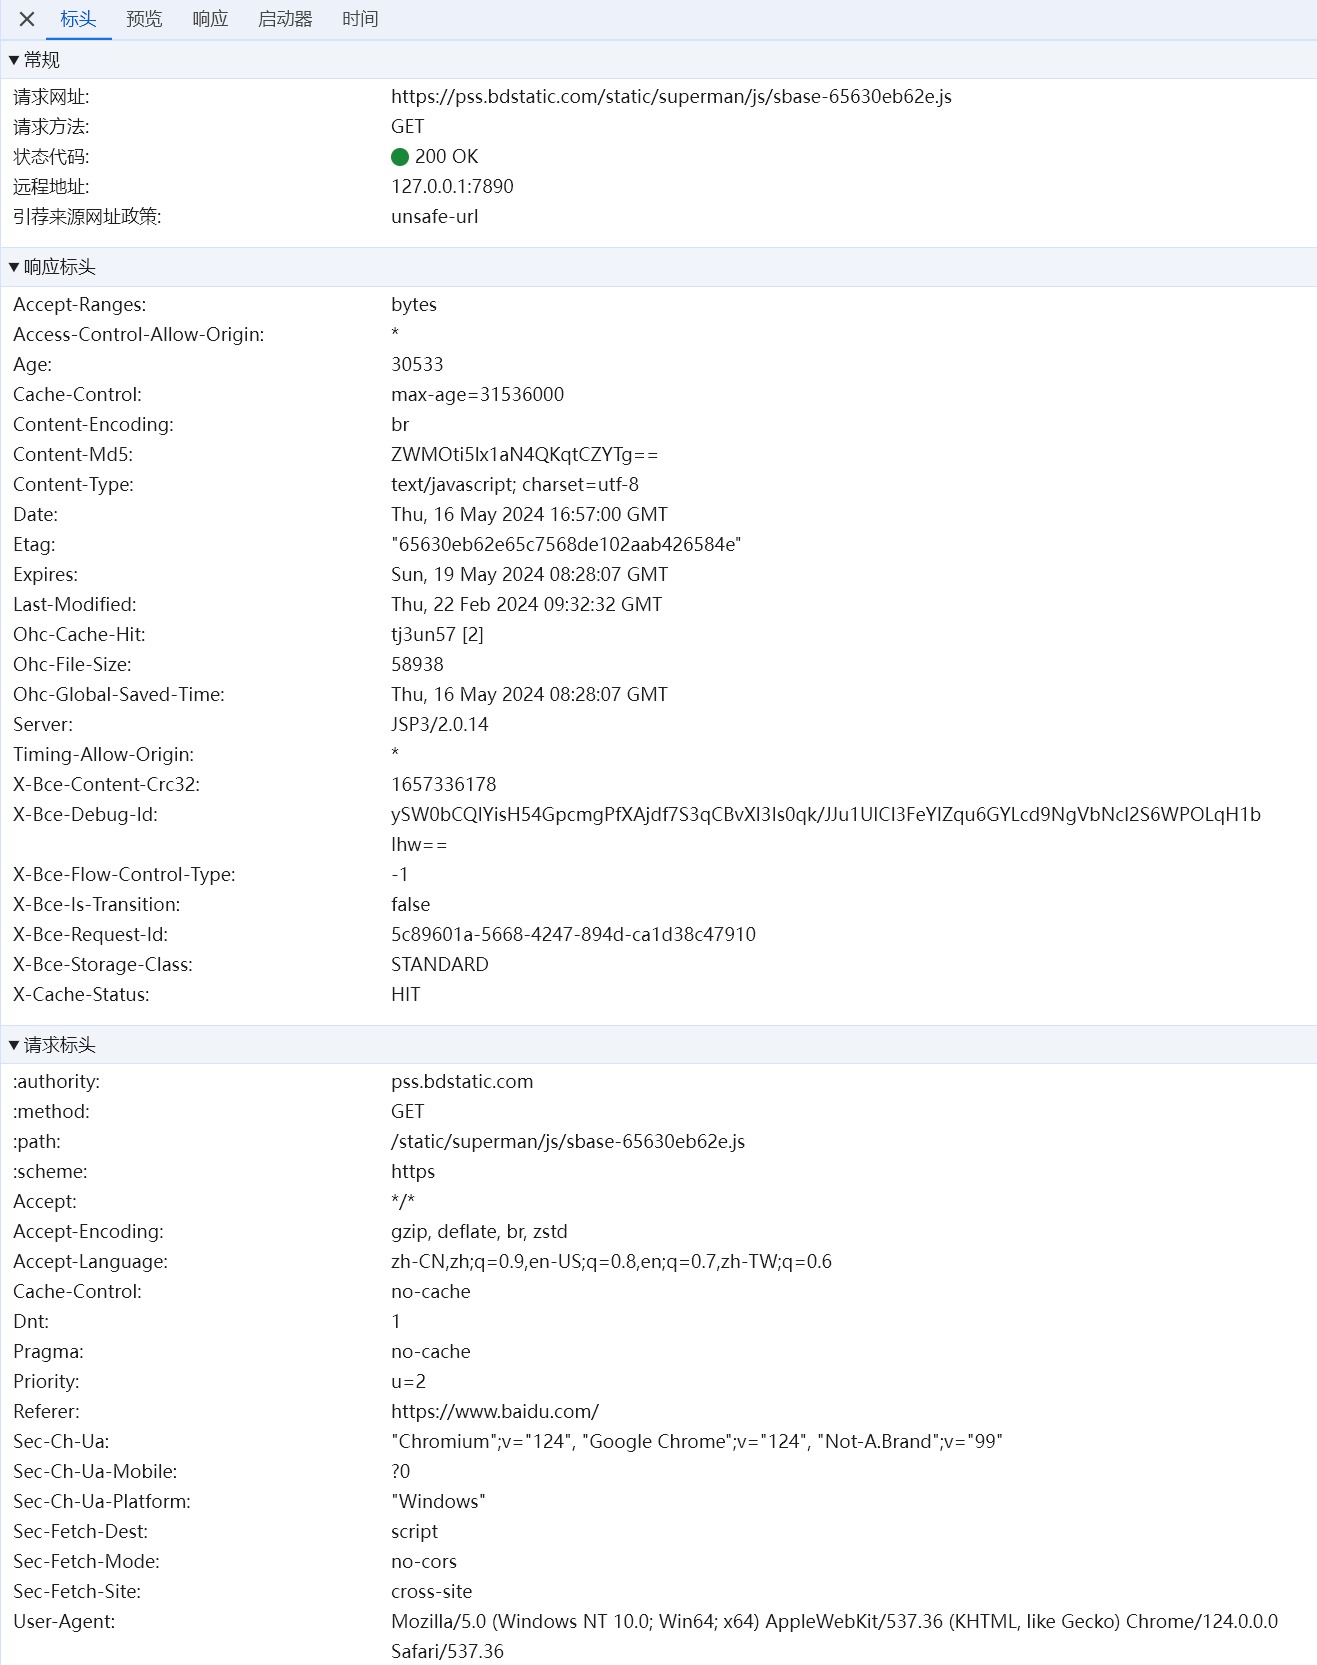 标头 预览 响应 启动器 时间
常规
请求网址: https://pss.bdstatic.com/static/superman/js/sbase-65630eb62e.js
请求方法: GET
状态代码: 200 OK
远程地址: 127.0.0.1:7890
引荐来源网址政策: unsafe-url
响应标头
Accept-Ranges: bytes
Access-Control-Allow-Origin: *
Age: 30533
Cache-Control: max-age=31536000
Content-Encoding: br
Content-Md5: ZWMOti5lx1aN4QKqtCZYTg==
Content-Type: text/javascript; charset=utf-8
Date: Thu, 16 May 2024 16:57:00 GMT
Etag: "65630eb62e65c7568de102aab426584e"
Expires: Sun, 19 May 2024 08:28:07 GMT
Last-Modified: Thu, 22 Feb 2024 09:32:32 GMT
Ohc-Cache-Hit: tj3un57 [2]
Ohc-File-Size: 58938
Ohc-Global-Saved-Time: Thu, 16 May 2024 08:28:07 GMT
Server: JSP3/2.0.14
Timing-Allow-Origin: *
X-Bce-Content-Crc32: 1657336178
X-Bce-Debug-Id: ySW0bCQIYisH54GpcmgPfXAjdf7S3qCBvXI3Is0qk/JJu1UlCI3FeYIZqu6GYLcd9NgVbNcl2S6WPOLqH1b
lhw==
X-Bce-Flow-Control-Type: -1
X-Bce-Is-Transition: false
X-Bce-Request-Id: 5c89601a-5668-4247-894d-ca1d38c47910
X-Bce-Storage-Class: STANDARD
X-Cache-Status: HIT
请求标头
:authority: pss.bdstatic.com
:method: GET
:path: /static/superman/js/sbase-65630eb62e.js
:scheme: https
Accept: */*
Accept-Encoding: gzip, deflate, br, zstd
Accept-Language: zh-CN,zh;q=0.9,en-US;q=0.8,en;q=0.7,zh-TW;q=0.6
Cache-Control: no-cache
Dnt: 1
Pragma: no-cache
Priority: u=2
Referer: https://www.baidu.com/
Sec-Ch-Ua: "Chromium";v="124", "Google Chrome";v="124", "Not-A.Brand";v="99"
Sec-Ch-Ua-Mobile: ?0
Sec-Ch-Ua-Platform: "Windows"
Sec-Fetch-Dest: script
Sec-Fetch-Mode: no-cors
Sec-Fetch-Site: cross-site
User-Agent: Mozilla/5.0 (Windows NT 10.0; Win64; x64) AppleWebKit/537.36 (KHTML, like Gecko) Chrome/124.0.0.0
Safari/537.36